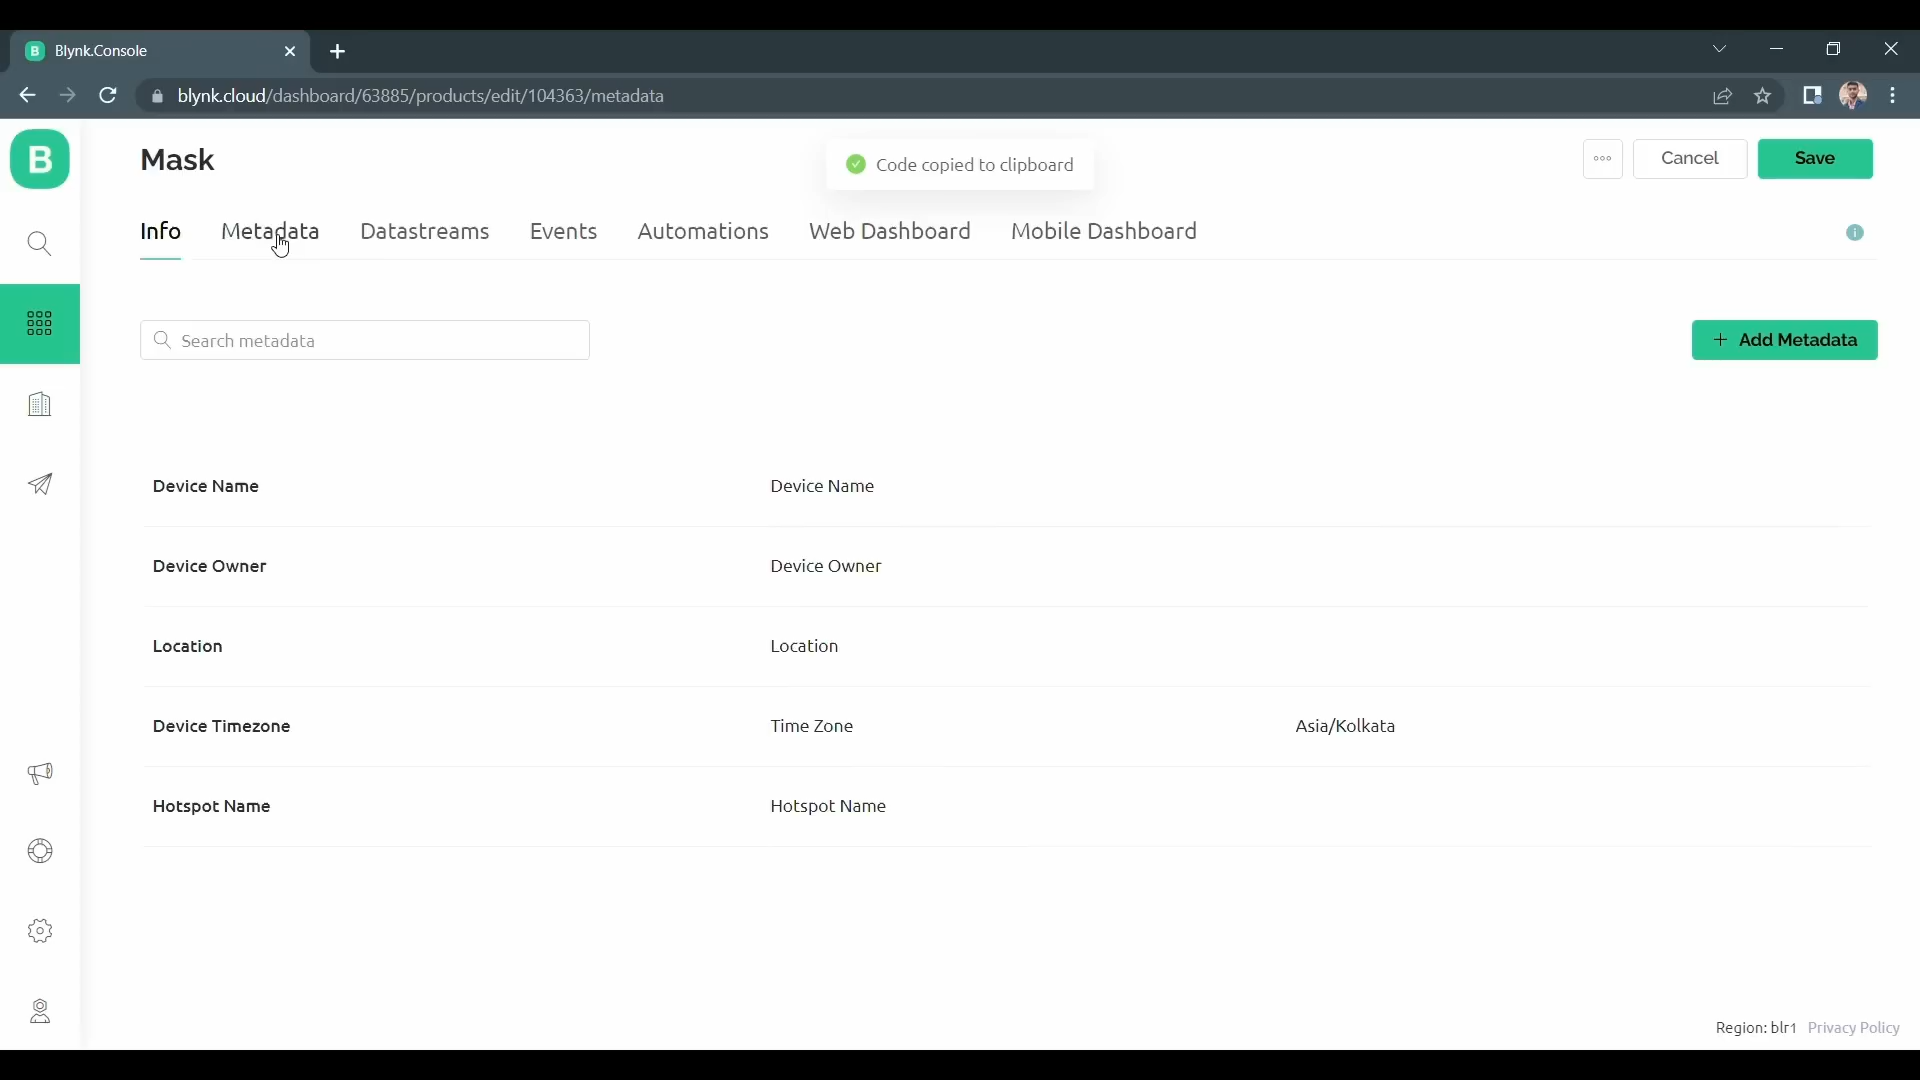 B Blynk.Console
blynk.cloud/dashboard/63885/products/edit/104363/metadata
B
Mask
Code copied to clipboard
Cancel
Save
Info Metadata Datastreams Events Automations Web Dashboard Mobile Dashboard
Search metadata
+ Add Metadata
Device Name Device Name
Device Owner Device Owner
Location Location
Device Timezone Time Zone Asia/Kolkata
Hotspot Name Hotspot Name
Region: blr1 Privacy Policy